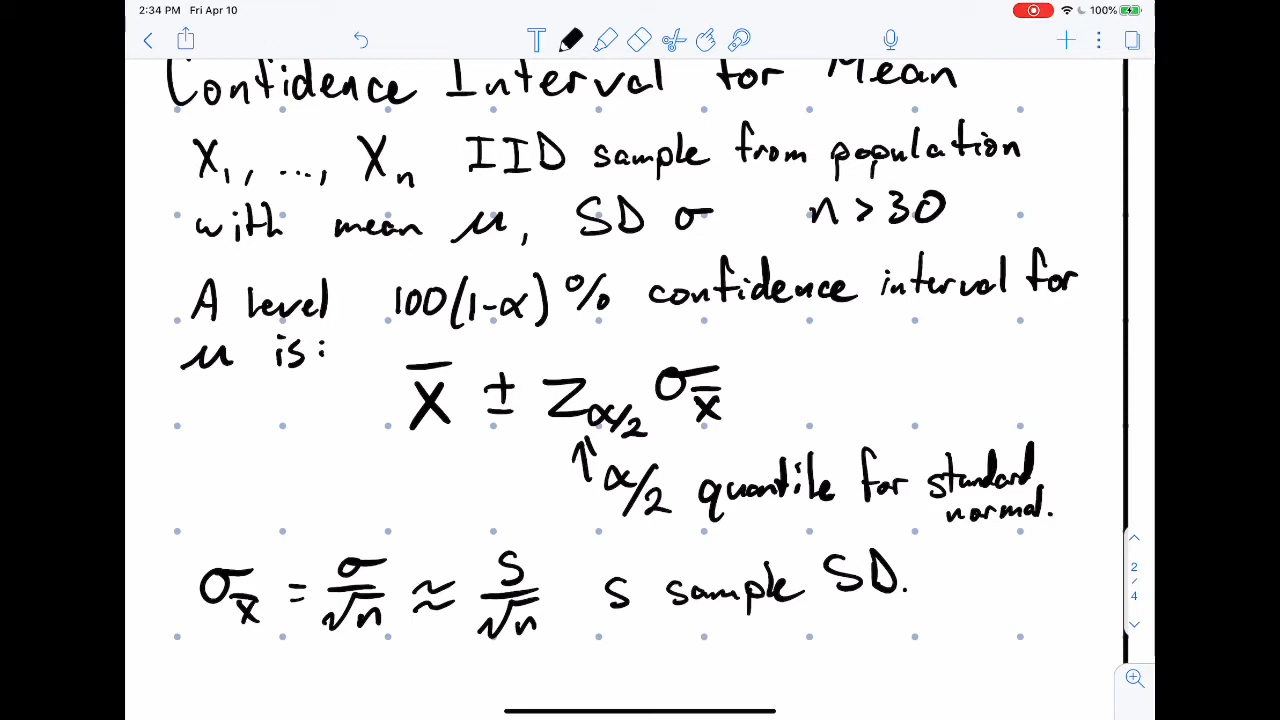 2:34 PM Fri Apr 10
100%
Confidence Interval for Mean
X₁, ..., Xₙ IID sample from population
with mean μ, SD σ n > 30
A level 100(1-α)% confidence interval for
μ is:
X̄ ± Z_{α/2} σ_{X̄}
↑ α/2 quantile for standard
normal.
σ_{X̄} = σ/√n ≈ s/√n s sample SD.
2/4